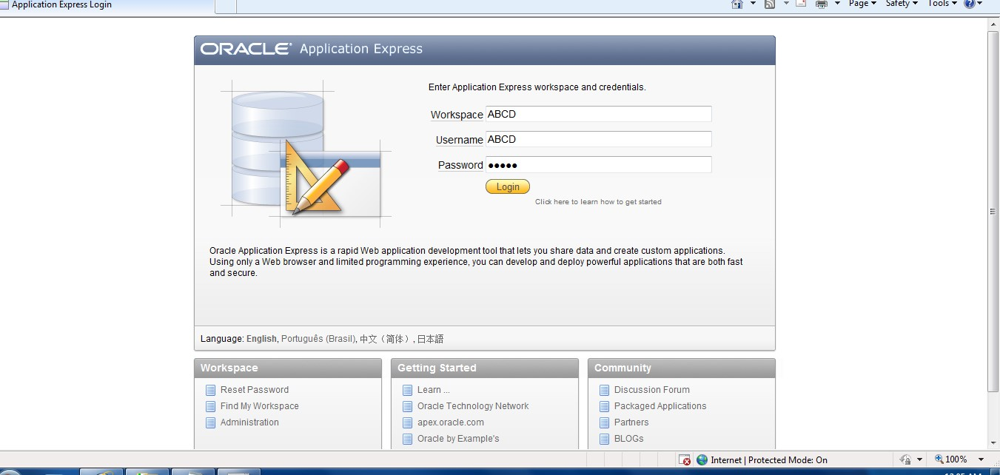 Application Express Login
Page Safety Tools
ORACLE® Application Express
Enter Application Express workspace and credentials.
Workspace ABCD
Username ABCD
Password •••••
Login
Click here to learn how to get started
Oracle Application Express is a rapid Web application development tool that lets you share data and create custom applications.
Using only a Web browser and limited programming experience, you can develop and deploy powerful applications that are both fast
and secure.
Language: English, Português (Brasil), 中文（简体）, 日本語
Workspace
Reset Password
Find My Workspace
Administration
Getting Started
Learn ...
Oracle Technology Network
apex.oracle.com
Oracle by Example's
Community
Discussion Forum
Packaged Applications
Partners
BLOGs
Internet | Protected Mode: On
100%